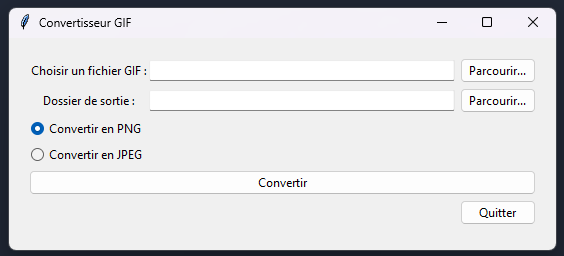 Convertisseur GIF
Choisir un fichier GIF : Parcourir...
Dossier de sortie : Parcourir...
Convertir en PNG
Convertir en JPEG
Convertir
Quitter